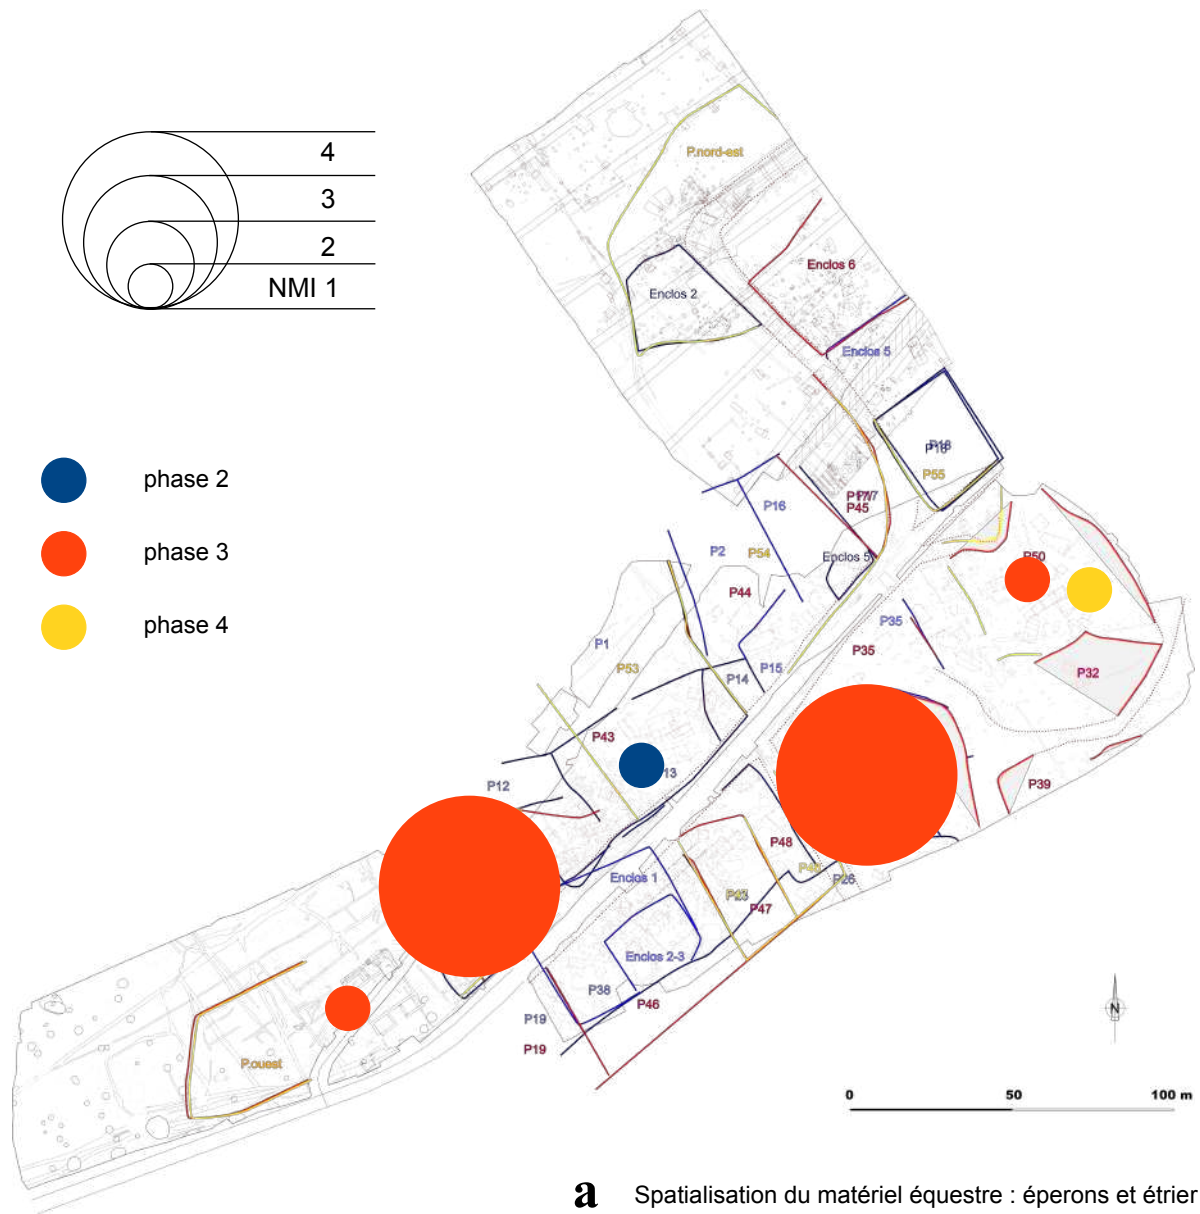 4
3
2
NMI 1
phase 2
phase 3
phase 4
P.nord-est
Enclos 6
Enclos 2
Enclos 5
P18
P55
P16
P45
P2
P54
Enclos 5
P50
P44
P35
P1
P15
P35
P53
P14
P32
P43
P13
P12
P39
P48
Enclos 1
P26
P47
Enclos 2-3
P38
P46
P19
P19
P.ouest
N
0 50 100 m
a Spatialisation du matériel équestre : éperons et étrier